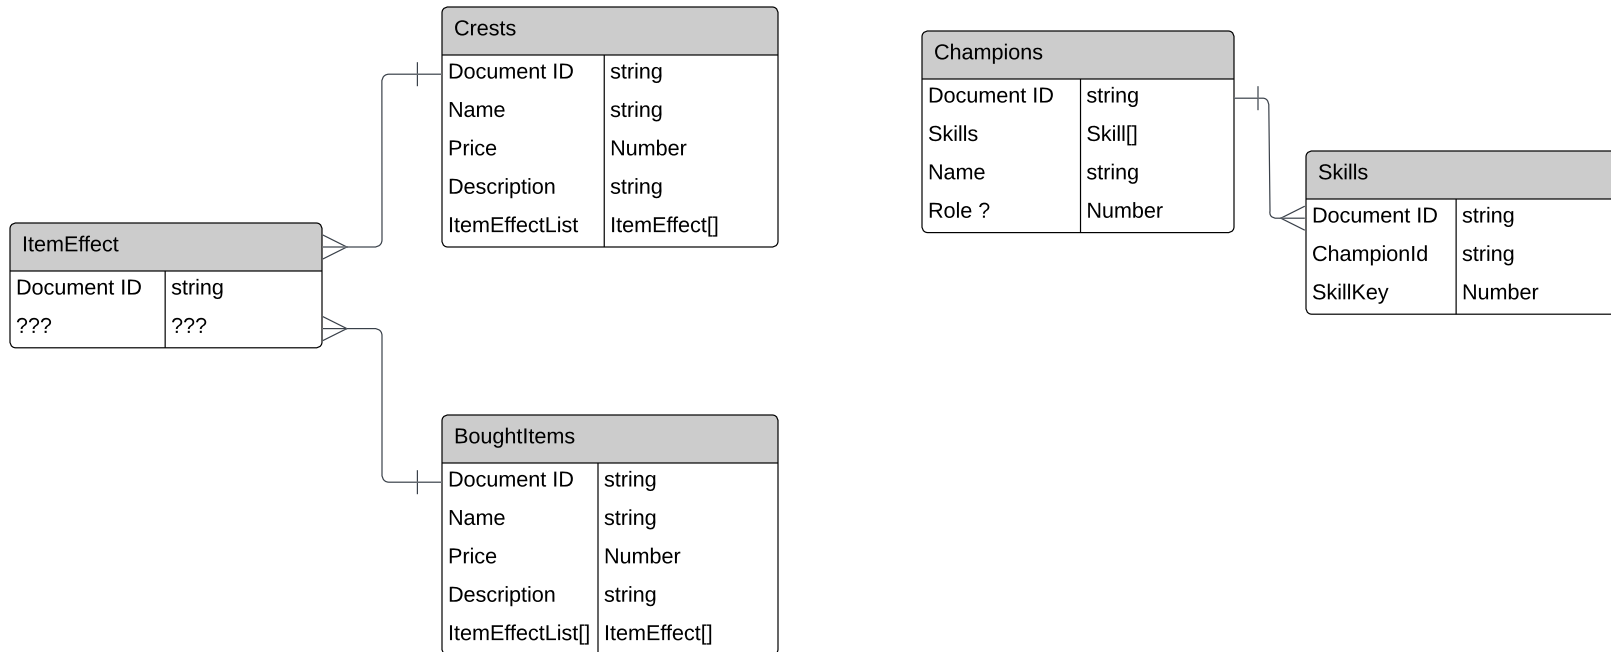 Crests
Document ID string
Name string
Price Number
Description string
ItemEffectList ItemEffect[]
Champions
Document ID string
Skills Skill[]
Name string
Role ? Number
Skills
Document ID string
ChampionId string
SkillKey Number
ItemEffect
Document ID string
??? ???
BoughtItems
Document ID string
Name string
Price Number
Description string
ItemEffectList[] ItemEffect[]